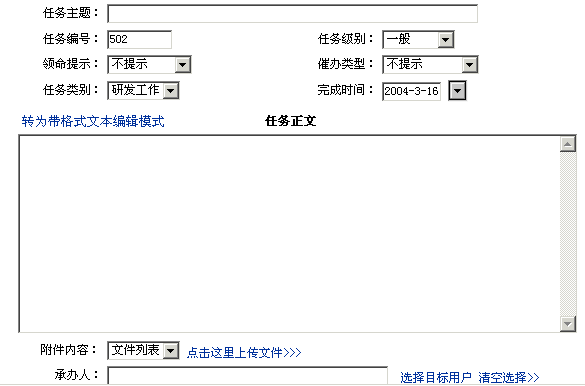 任务主题：
任务编号： 502 任务级别： 一般
领命提示： 不提示 催办类型： 不提示
任务类别： 研发工作 完成时间： 2004-3-16
转为带格式文本编辑模式 任务正文
附件内容： 文件列表 点击这里上传文件>>>
承办人： 选择目标用户 清空选择>>